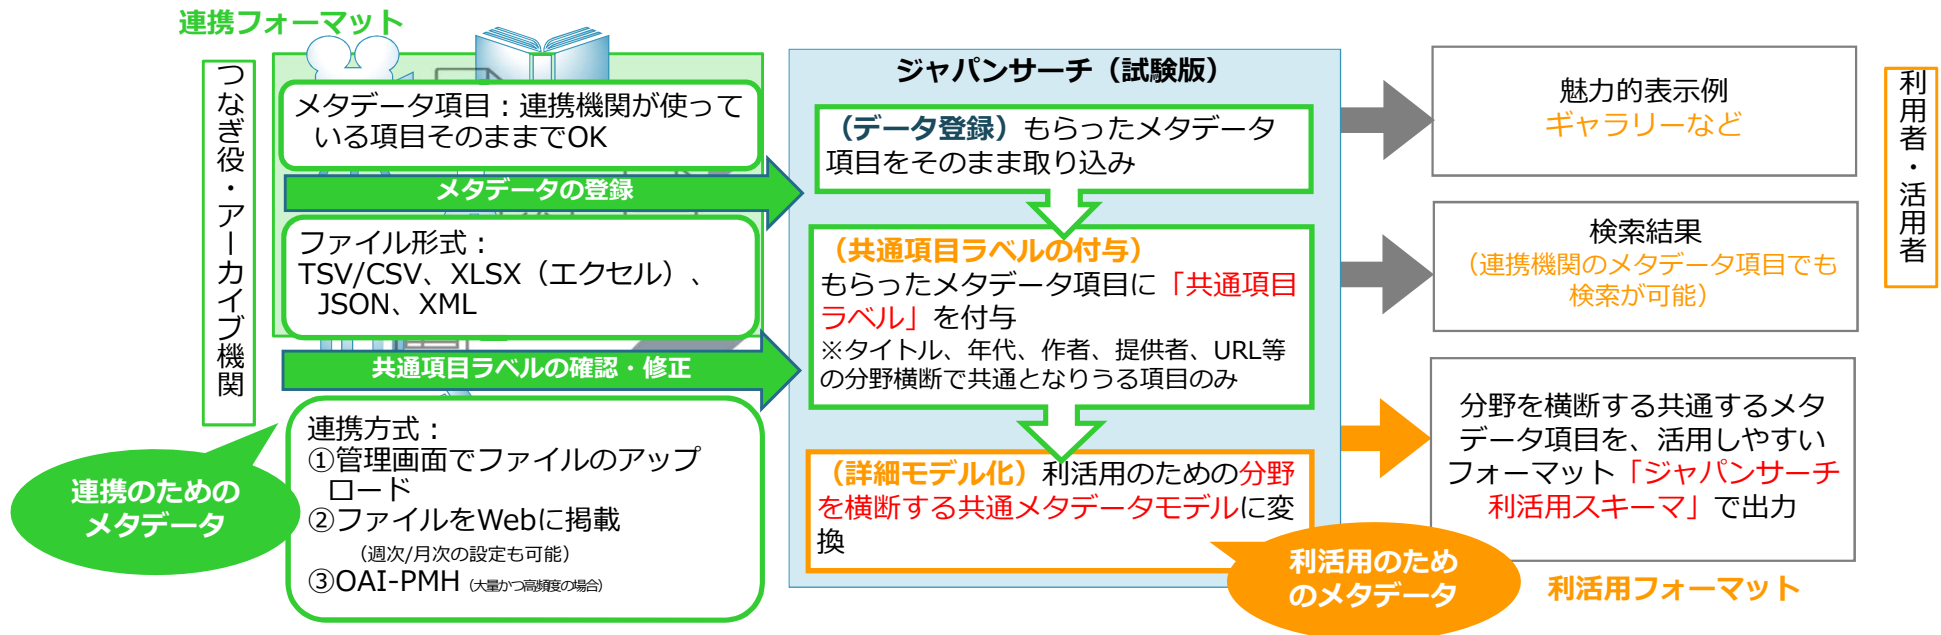 連携フォーマット
つなぎ役・アーカイブ機関
メタデータ項目：連携機関が使って
いる項目そのままでOK
メタデータの登録
ファイル形式：
TSV/CSV、XLSX（エクセル）、
JSON、XML
共通項目ラベルの確認・修正
連携方式：
①管理画面でファイルのアップ
ロード
②ファイルをWebに掲載
（週次/月次の設定も可能）
③OAI-PMH（大量かつ高頻度の場合）
連携のための
メタデータ
ジャパンサーチ（試験版）
（データ登録）もらったメタデータ
項目をそのまま取り込み
（共通項目ラベルの付与）
もらったメタデータ項目に「共通項目
ラベル」を付与
※タイトル、年代、作者、提供者、URL等
の分野横断で共通となりうる項目のみ
（詳細モデル化）利活用のための分野
を横断する共通メタデータモデルに変
換
利活用のため
のメタデータ
魅力的表示例
ギャラリーなど
検索結果
（連携機関のメタデータ項目でも
検索が可能）
分野を横断する共通するメタ
データ項目を、活用しやすい
フォーマット「ジャパンサーチ
利活用スキーマ」で出力
利活用フォーマット
利用者・活用者